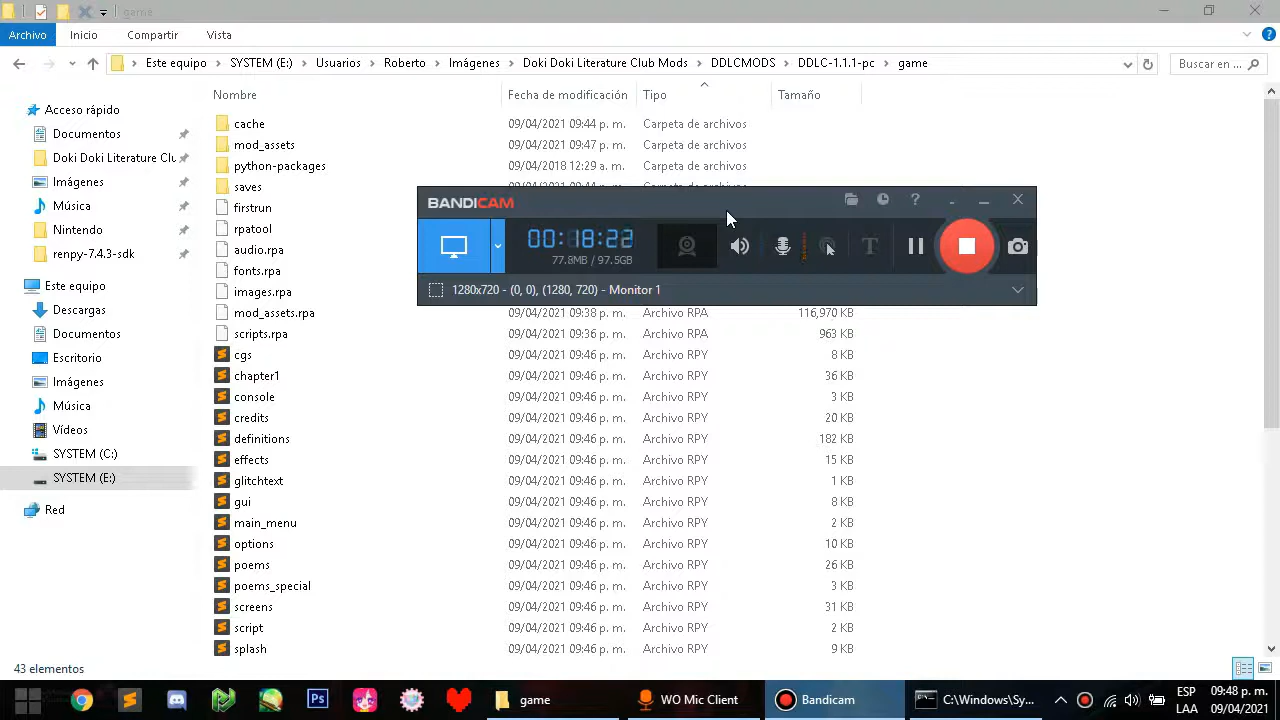 game
Archivo Inicio Compartir Vista
Este equipo SYSTEM (E:) Usuarios Roberto Imágenes Doki Doki Literature Club Mods DDLCMODS DDLC-1.1.1-pc game Buscar en ...
Nombre Fecha de modificación Tipo Tamaño
Acceso rápido
Documentos
Doki Doki Literature Clu
Imágenes
Música
Nintendo
renpy-7.4.3-sdk
Este equipo
Descargas
Documentos
Escritorio
Imágenes
Música
Vídeos
SYSTEM (C:)
SYSTEM (E:)
Red
cache 09/04/2021 09:44 p. m. Carpeta de archivos
mod_assets 09/04/2021 09:47 p. m. Carpeta de archivos
python-packages 09/04/2018 12:29 a. m. Carpeta de archivos
saves 09/04/2021 09:44 p. m. Carpeta de archivos
firstrun
rpatool
audio.rpa
fonts.rpa
images.rpa
mod_assets.rpa 09/04/2021 09:38 p. m. Archivo RPA 116,970 KB
scripts.rpa 09/04/2021 09:36 p. m. Archivo RPA 963 KB
cgs 09/04/2021 09:46 p. m. Archivo RPY 8 KB
chapter1 09/04/2021 09:46 p. m. Archivo RPY 36 KB
console 09/04/2021 09:46 p. m. Archivo RPY 3 KB
credits 09/04/2021 09:46 p. m. Archivo RPY 20 KB
definitions 09/04/2021 09:46 p. m. Archivo RPY 182 KB
effects 09/04/2021 09:46 p. m. Archivo RPY 15 KB
glitchtext 09/04/2021 09:46 p. m. Archivo RPY 1 KB
gui 09/04/2021 09:46 p. m. Archivo RPY 8 KB
main_menu 09/04/2021 09:46 p. m. Archivo RPY 2 KB
options 09/04/2021 09:46 p. m. Archivo RPY 10 KB
poems 09/04/2021 09:46 p. m. Archivo RPY 26 KB
poems_special 09/04/2021 09:46 p. m. Archivo RPY 3 KB
screens 09/04/2021 09:46 p. m. Archivo RPY 31 KB
script 09/04/2021 09:46 p. m. Archivo RPY 2 KB
splash 09/04/2021 09:46 p. m. Archivo RPY 9 KB
BANDICAM
77.8MB / 97.5GB
1280x720 - (0, 0), (1280, 720) - Monitor 1
43 elementos
Ps game WO Mic Client Bandicam C:\Windows\Sy... ESP 09:48 p. m.
LAA 09/04/2021